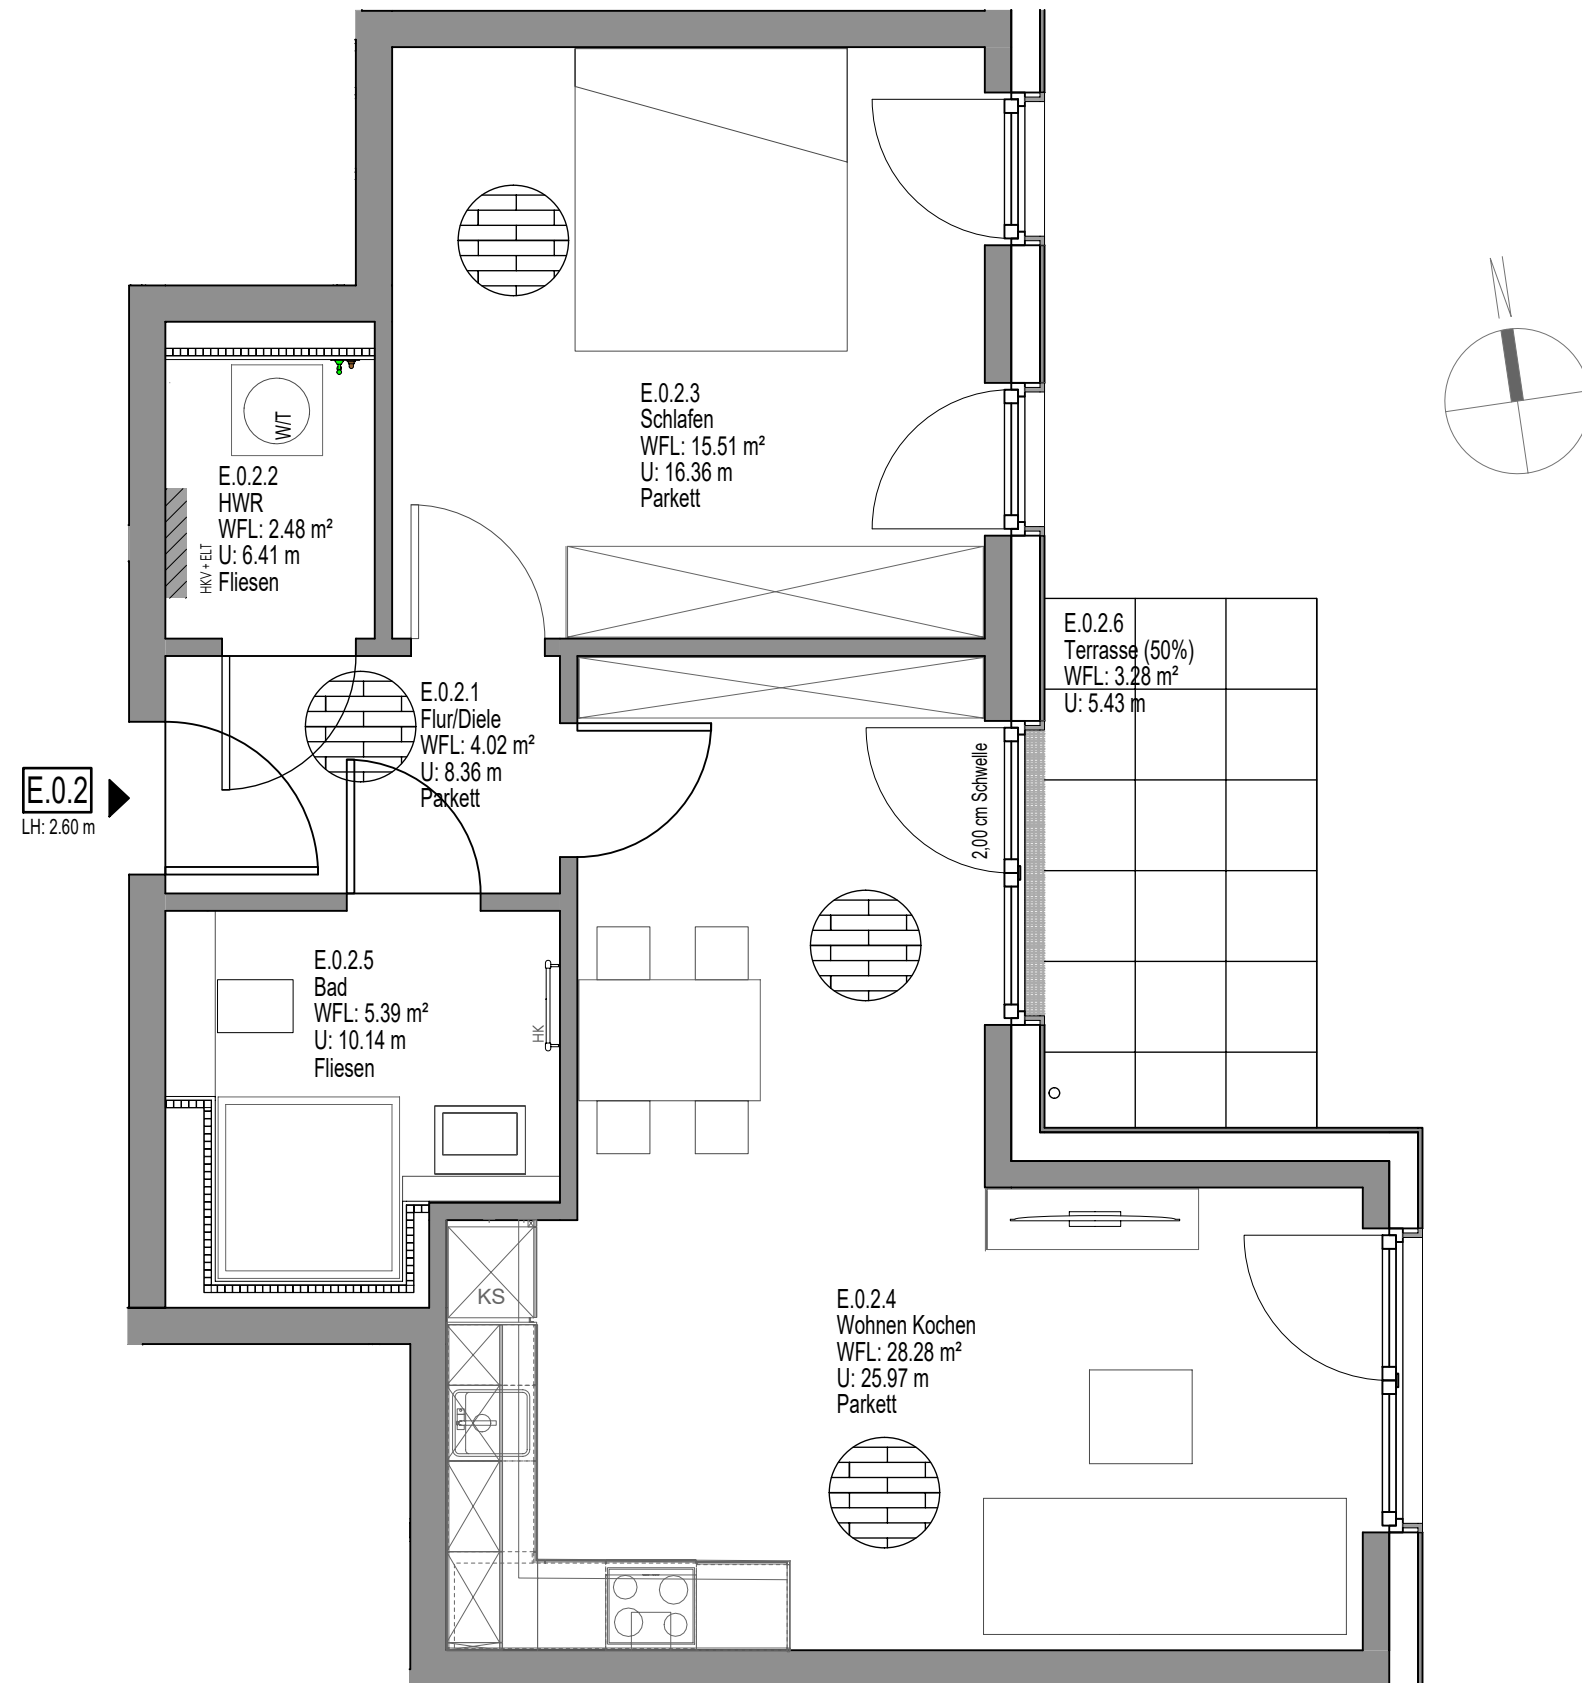 E.0.2.3
Schlafen
WFL: 15.51 m²
U: 16.36 m
Parkett
W/T
E.0.2.2
HWR
WFL: 2.48 m²
U: 6.41 m
Fliesen
HKV + ELT
E.0.2.6
Terrasse (50%)
WFL: 3.28 m²
U: 5.43 m
E.0.2.1
Flur/Diele
WFL: 4.02 m²
U: 8.36 m
Parkett
E.0.2
LH: 2.60 m
2,00 cm Schwelle
E.0.2.5
Bad
WFL: 5.39 m²
U: 10.14 m
Fliesen
HK
KS
E.0.2.4
Wohnen Kochen
WFL: 28.28 m²
U: 25.97 m
Parkett